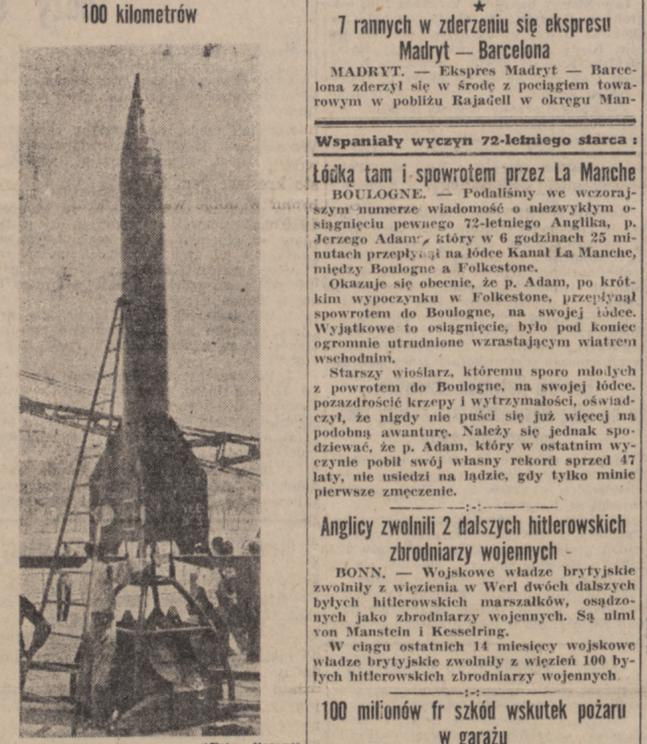 100 kilometrów
7 rannych w zderzeniu się ekspresu
Madryt — Barcelona
MADRYT. — Ekspres Madryt — Barce-
lona zderzył się w środę z pociągiem towa-
rowym w pobliżu Rajadell w okręgu Man-
Wspaniały wyczyn 72-letniego starca :
Łódką tam i spowrotem przez La Manche
BOULOGNE. — Podaliśmy we wczoraj-
szym numerze wiadomość o niezwykłym o-
siągnięciu pewnego 72-letniego Anglika, p.
Jerzego Adam, który w 6 godzinach 25 mi-
nutach przepłynął na łódce Kanał La Manche,
między Boulogne a Folkestone.
Okazuje się obecnie, że p. Adam, po krót-
kim wypoczynku w Folkestone, przepłynął
spowrotem do Boulogne, na swojej łódce.
Wyjątkowe to osiągnięcie, było pod koniec
ogromnie utrudnione wzrastającym wiatrem
wschodnim.
Starszy wioślarz, któremu sporo młodych
z powrotem do Boulogne, na swojej łódce.
pozazdrościć krzepy i wytrzymałości, oświad-
czył, że nigdy nie puści się już więcej na
podobną awanturę. Należy się jednak spo-
dziewać, że p. Adam, który w ostatnim wy-
czynie pobił swój własny rekord sprzed 47
laty, nie usiedzi na lądzie, gdy tylko minie
pierwsze zmęczenie.
Anglicy zwolnili 2 dalszych hitlerowskich
zbrodniarzy wojennych
BONN. — Wojskowe władze brytyjskie
zwolniły z więzienia w Werl dwóch dalszych
byłych hitlerowskich marszałków, osądzo-
nych jako zbrodniarzy wojennych. Są nimi
von Manstein i Kesselring.
W ciągu ostatnich 14 miesięcy wojskowe
władze brytyjskie zwolniły z więzień 100 by-
łych hitlerowskich zbrodniarzy wojennych
100 milionów fr szkód wskutek pożaru
w garażu